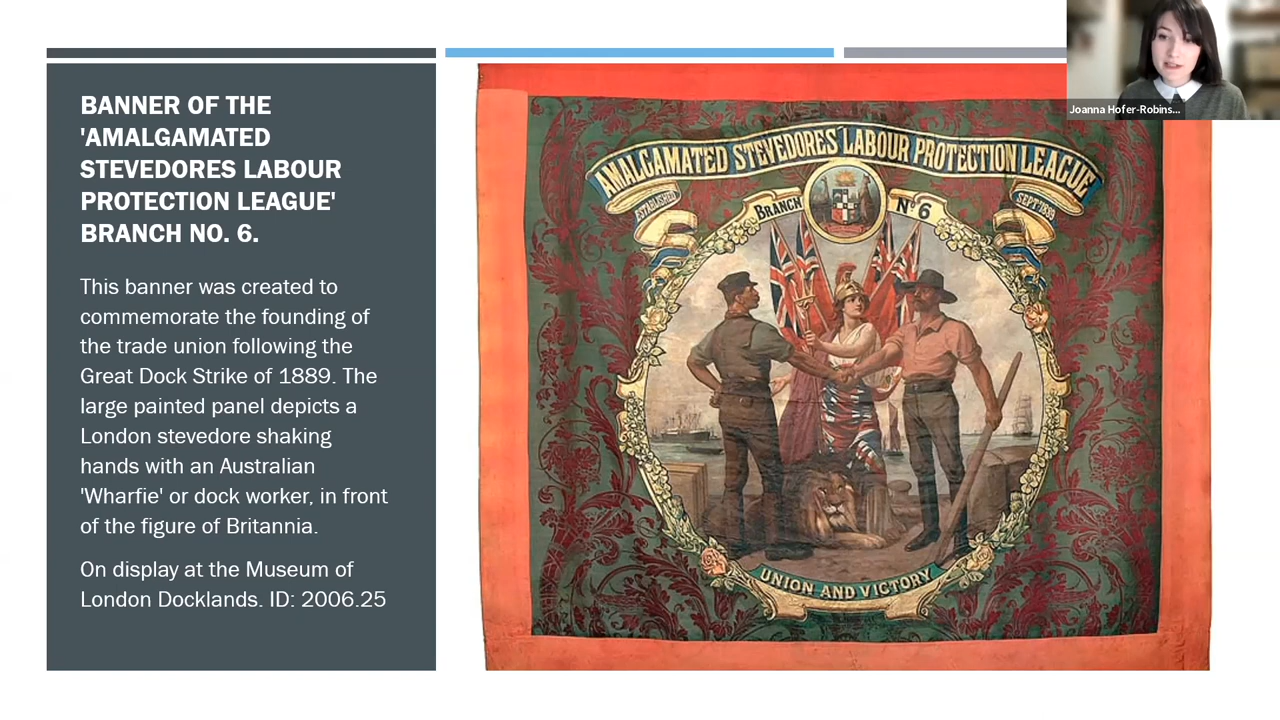 BANNER OF THE
'AMALGAMATED
STEVEDORES LABOUR
PROTECTION LEAGUE'
BRANCH NO. 6.
This banner was created to
commemorate the founding of
the trade union following the
Great Dock Strike of 1889. The
large painted panel depicts a
London stevedore shaking
hands with an Australian
'Wharfie' or dock worker, in front
of the figure of Britannia.
On display at the Museum of
London Docklands. ID: 2006.25
AMALGAMATED STEVEDORES LABOUR PROTECTION LEAGUE
ESTABLISHED
BRANCH
Nº 6
SEPT 1889
UNION AND VICTORY
Joanna Hofer-Robins...